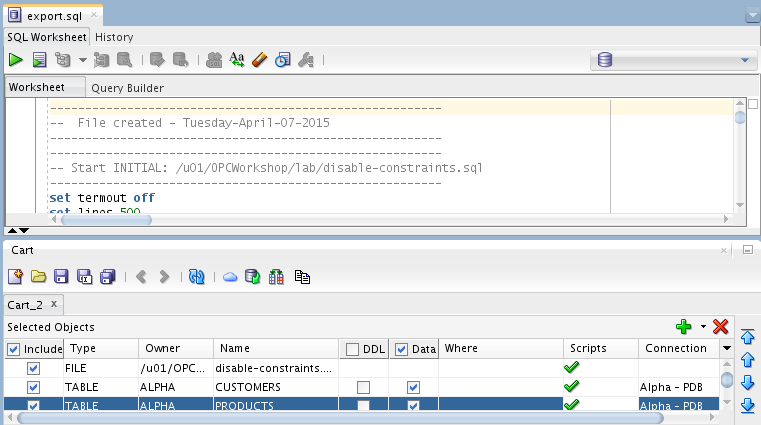 export.sql
SQL Worksheet History
Worksheet Query Builder
--------------------------------------------------------
--  File created - Tuesday-April-07-2015
--------------------------------------------------------
--------------------------------------------------------
-- Start INITIAL: /u01/OPCWorkshop/lab/disable-constraints.sql
--------------------------------------------------------
set termout off
set lines 500
Cart
Cart_2 x
Selected Objects
Include Type Owner Name DDL Data Where Scripts Connection
FILE /u01/OPC... disable-constraints....
TABLE ALPHA CUSTOMERS Alpha - PDB
TABLE ALPHA PRODUCTS Alpha - PDB